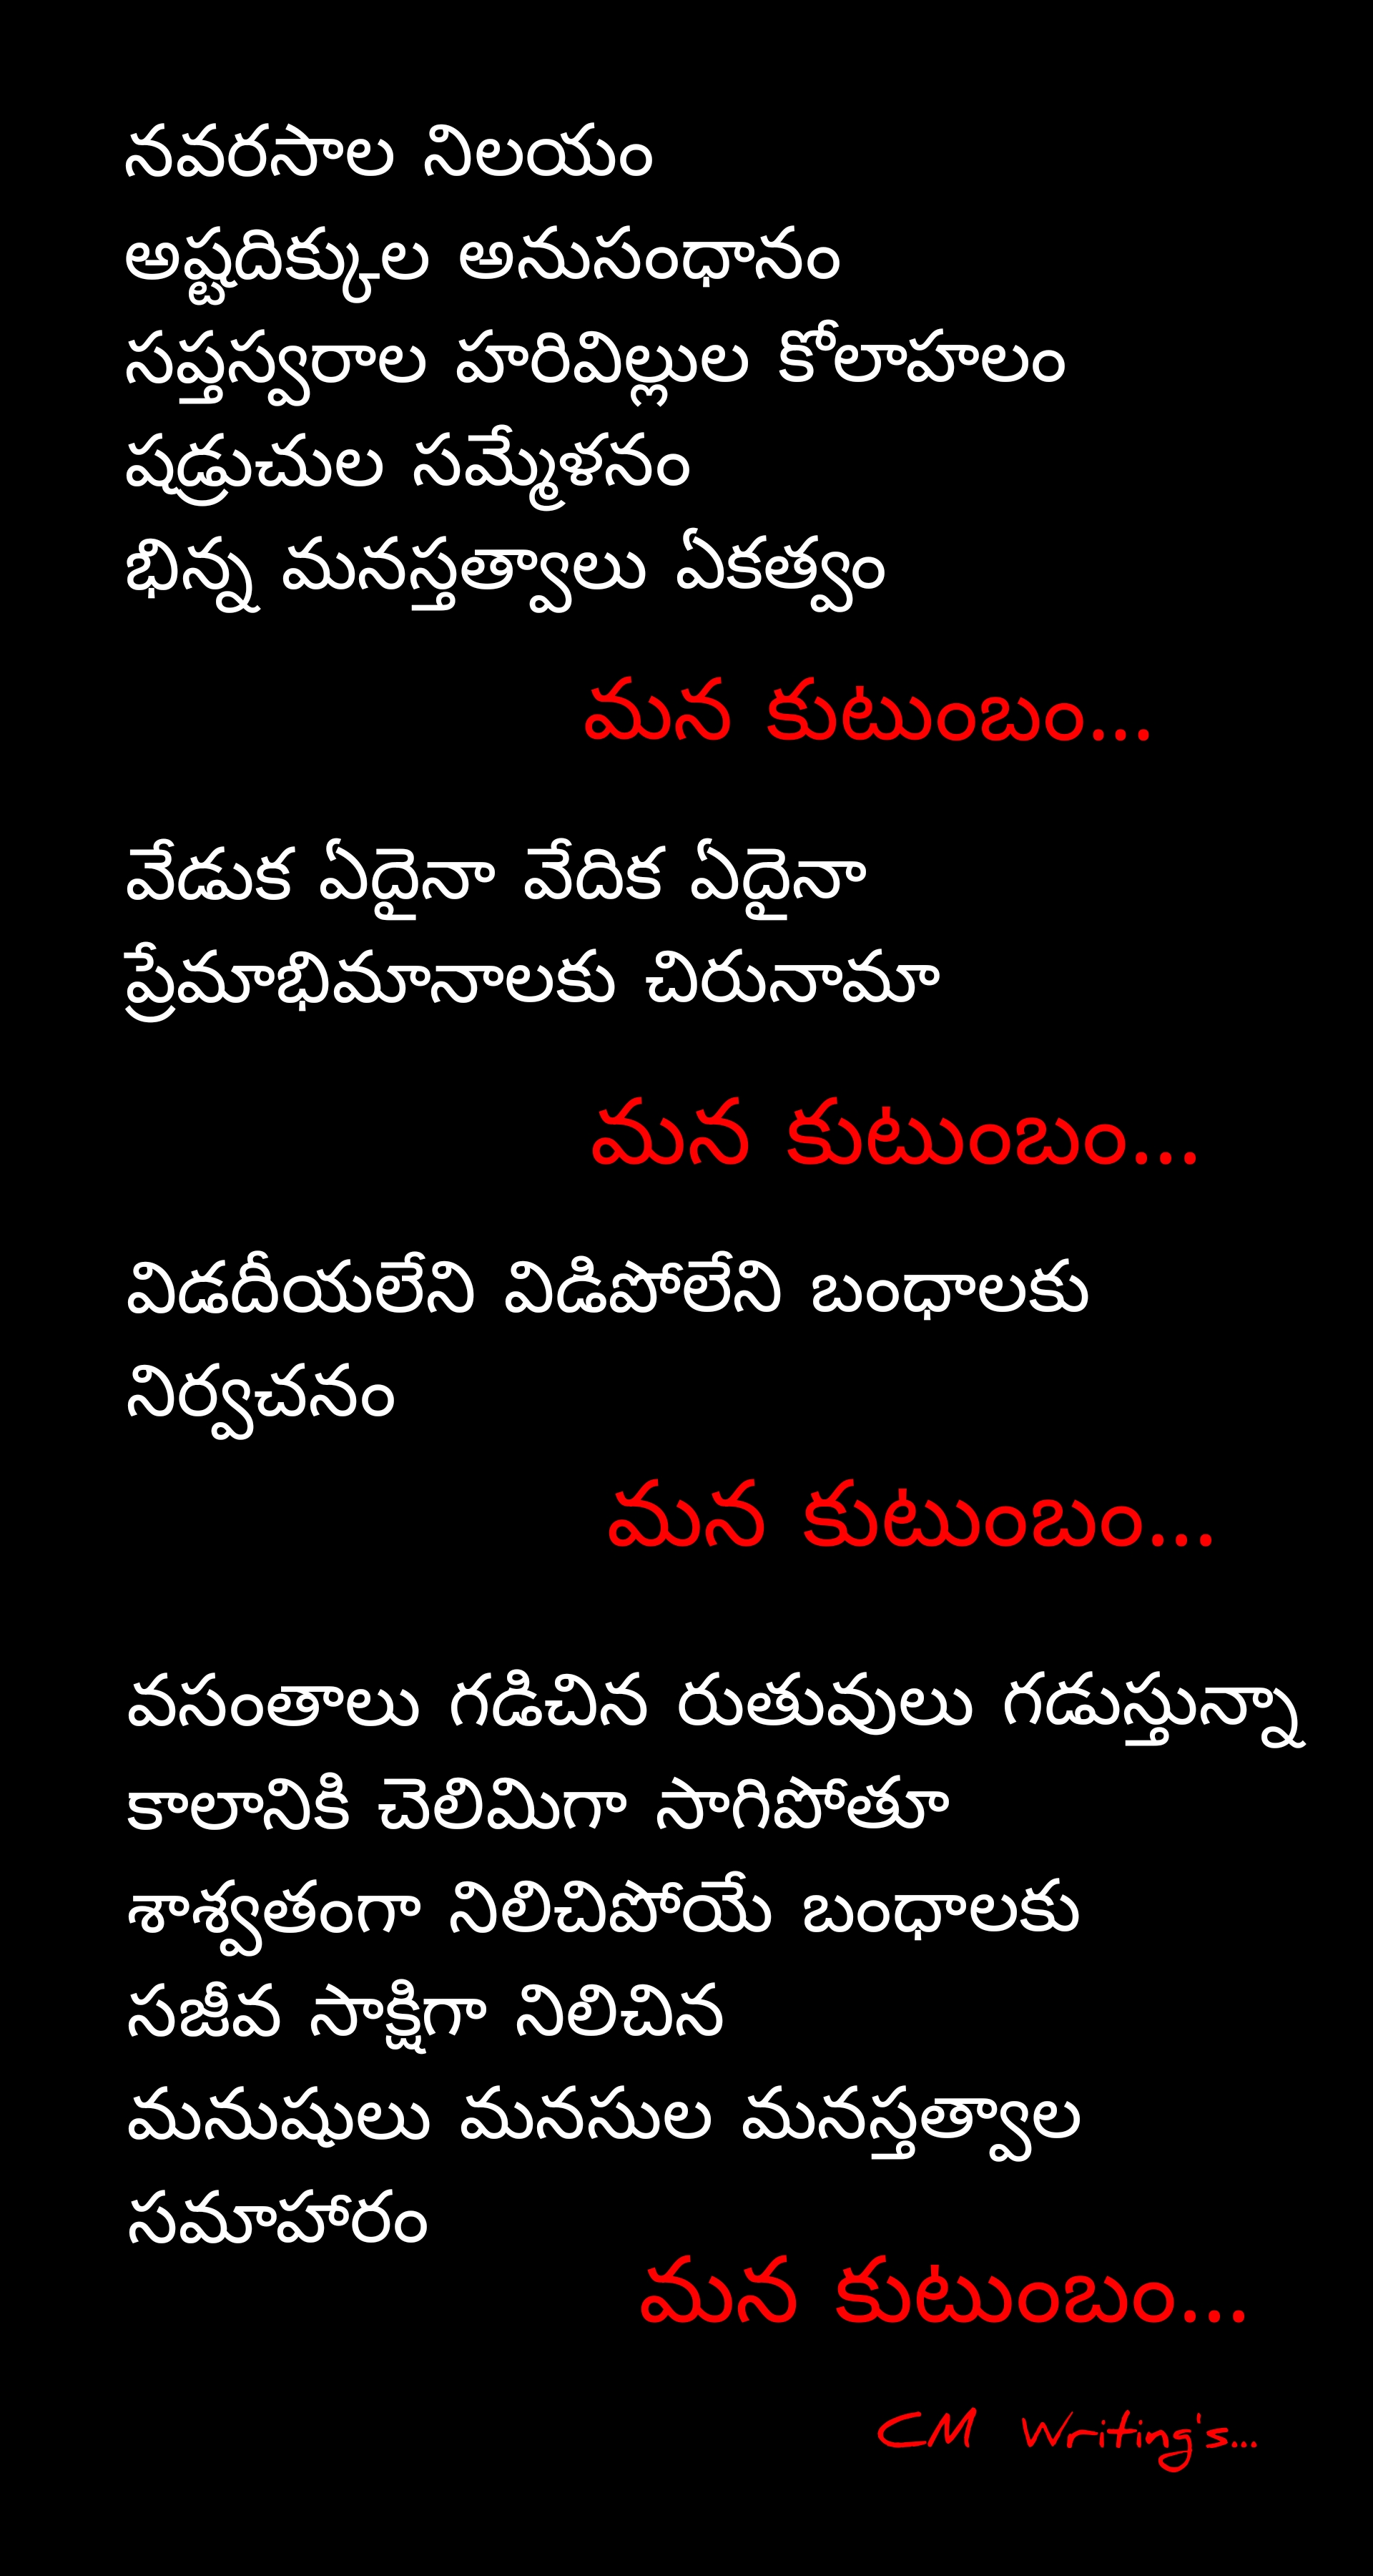 నవరసాల నిలయం
అష్టదిక్కుల అనుసంధానం
సప్తస్వరాల హరివిల్లుల కోలాహలం
షడ్రుచుల సమ్మేళనం
భిన్న మనస్తత్వాలు ఏకత్వం
మన కుటుంబం...
వేడుక ఏదైనా వేదిక ఏదైనా
ప్రేమాభిమానాలకు చిరునామా
మన కుటుంబం...
విడదీయలేని విడిపోలేని బంధాలకు
నిర్వచనం
మన కుటుంబం...
వసంతాలు గడిచిన రుతువులు గడుస్తున్నా
కాలానికి చెలిమిగా సాగిపోతూ
శాశ్వతంగా నిలిచిపోయే బంధాలకు
సజీవ సాక్షిగా నిలిచిన
మనుషులు మనసుల మనస్తత్వాల
సమాహారం
మన కుటుంబం...
CM Writing's...